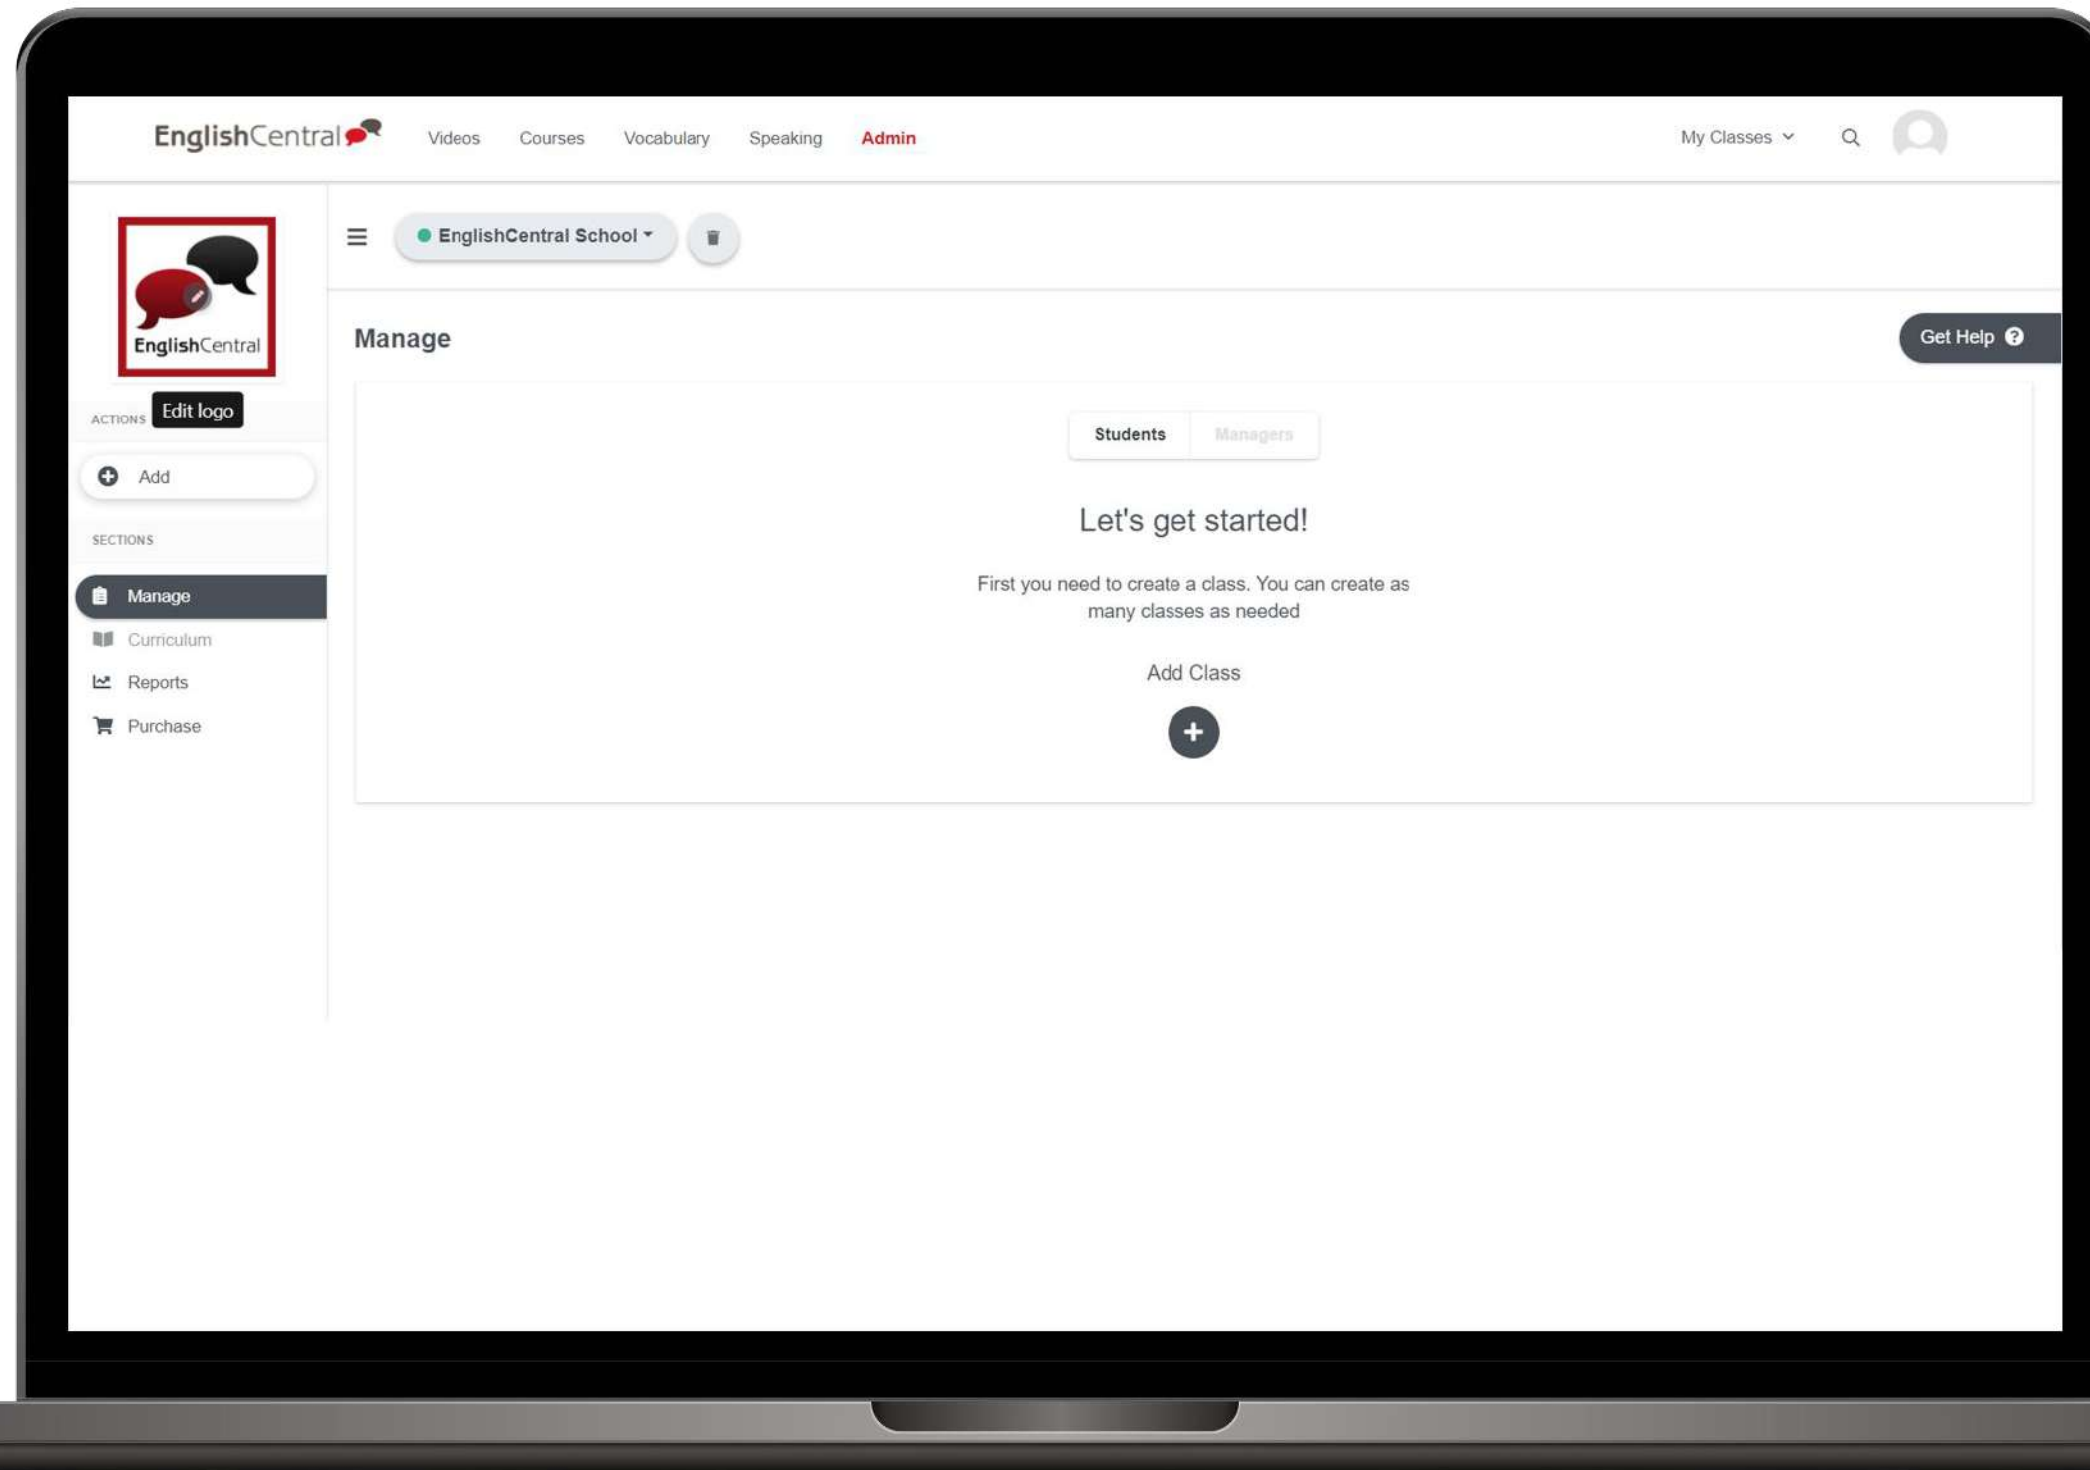 EnglishCentral Videos Courses Vocabulary Speaking Admin My Classes
EnglishCentral
Edit logo
ACTIONS
Add
SECTIONS
Manage
Curriculum
Reports
Purchase
EnglishCentral School
Manage
Get Help ?
Students Managers
Let's get started!
First you need to create a class. You can create as
many classes as needed
Add Class